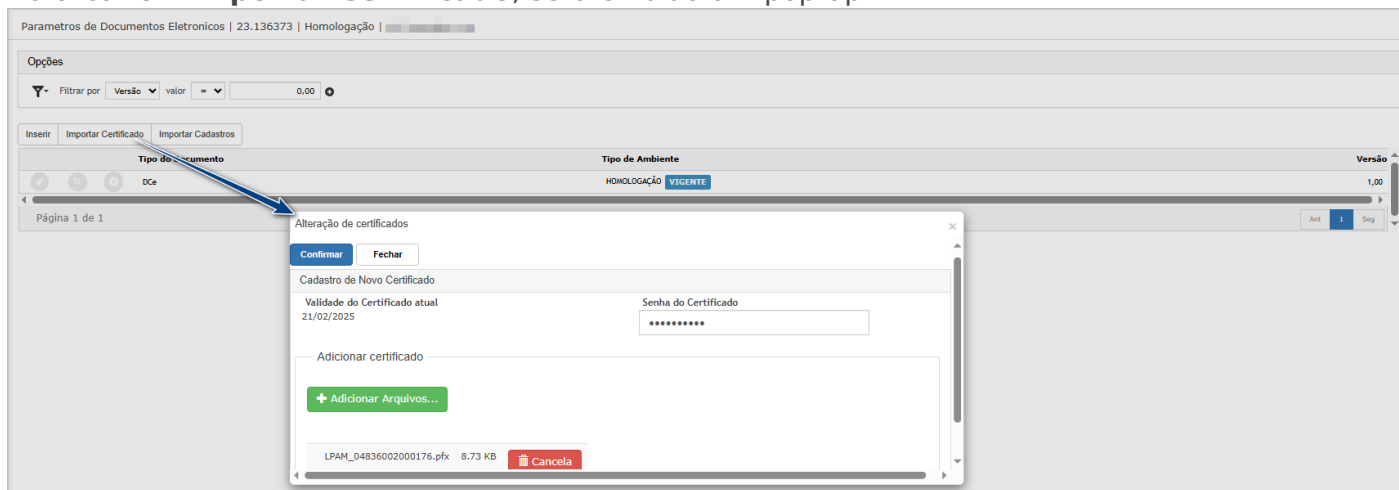 Parametros de Documentos Eletronicos | 23.136373 | Homologação |
Opções
Filtrar por Versão valor = 0,00
Inserir Importar Certificado Importar Cadastros
Tipo do Documento Tipo de Ambiente Versão
DCe HOMOLOGAÇÃO VIGENTE 1,00
Página 1 de 1 Ant 1 Seg
Alteração de certificados ×
Confirmar Fechar
Cadastro de Novo Certificado
Validade do Certificado atual Senha do Certificado
21/02/2025 ••••••••••
Adicionar certificado
+ Adicionar Arquivos...
LPAM_04836002000176.pfx 8.73 KB Cancela